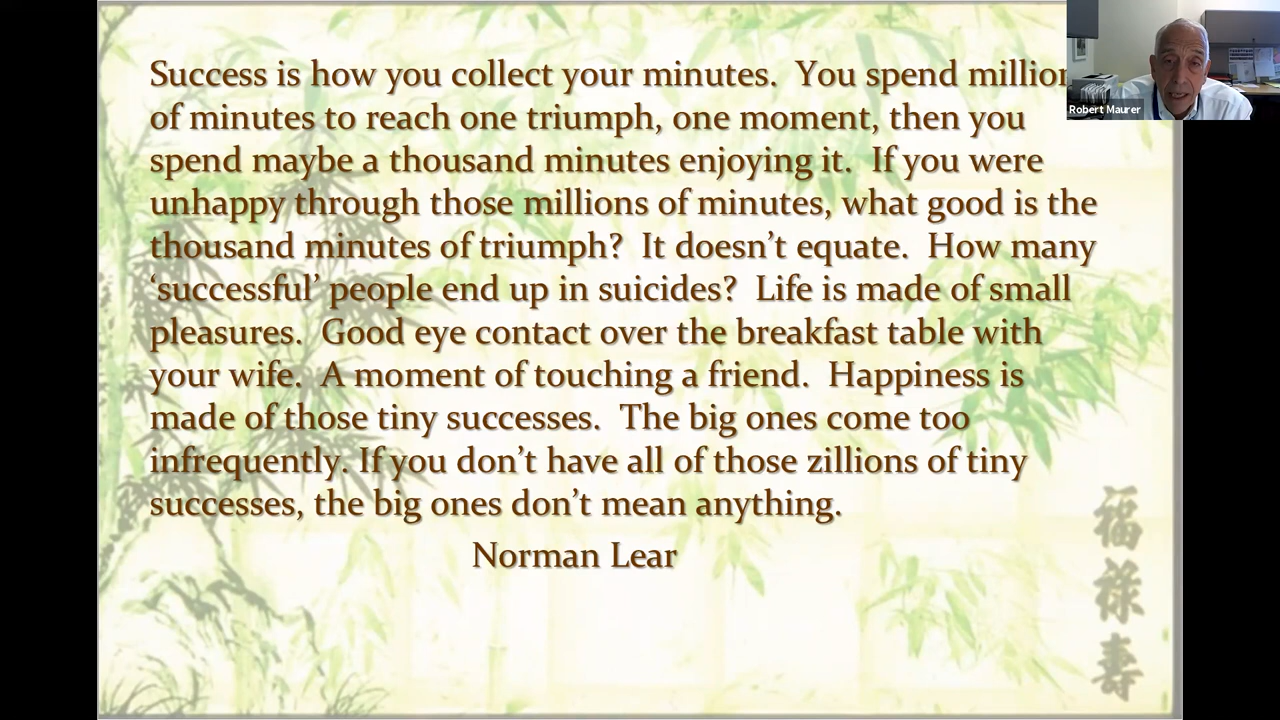 Success is how you collect your minutes. You spend million
of minutes to reach one triumph, one moment, then you
spend maybe a thousand minutes enjoying it. If you were
unhappy through those millions of minutes, what good is the
thousand minutes of triumph? It doesn’t equate. How many
‘successful’ people end up in suicides? Life is made of small
pleasures. Good eye contact over the breakfast table with
your wife. A moment of touching a friend. Happiness is
made of those tiny successes. The big ones come too
infrequently. If you don’t have all of those zillions of tiny
successes, the big ones don’t mean anything.
Norman Lear
Robert Maurer
福
祿
壽